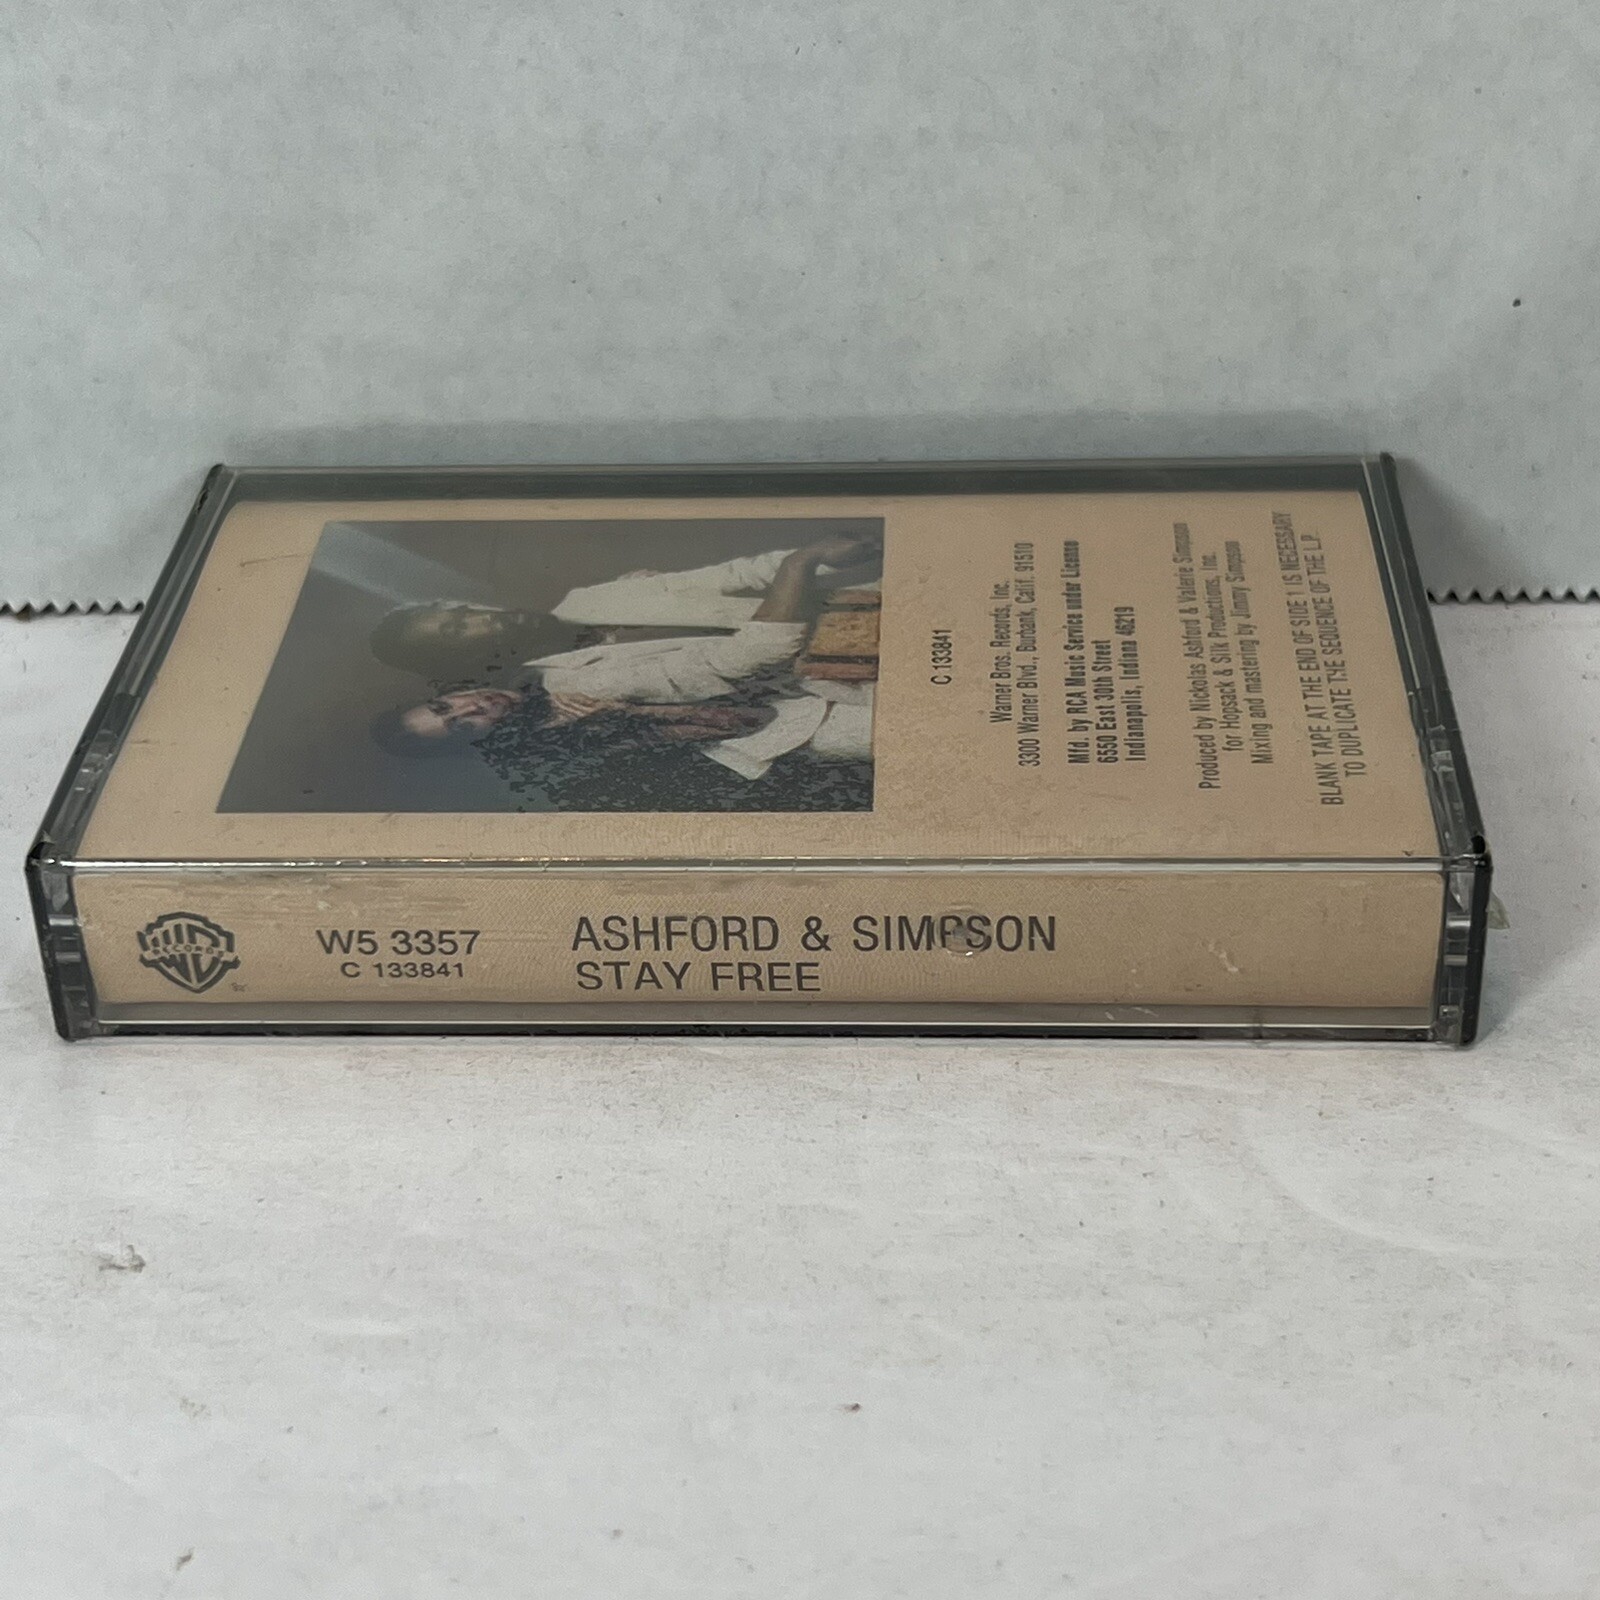 C 133841
Warner Bros. Records, Inc.
3300 Warner Blvd., Burbank, Calif. 91510
Mfd. by RCA Music Service under License
6550 East 30th Street
Indianapolis, Indiana 46219
Produced by Nickolas Ashford & Valerie Simpson
for Hopsack & Silk Productions, Inc.
Mixing and mastering by Jimmy Simpson
BLANK TAPE AT THE END OF SIDE 1 IS NECESSARY
TO DUPLICATE THE SEQUENCE OF THE L.P.
RECORDS
W5 3357
C 133841
ASHFORD & SIMPSON
STAY FREE